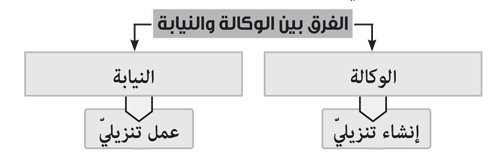 الفرق بين الوكالة والنيابة
الوكالة
النيابة
إنشاء تنزيليّ
عمل تنزيليّ